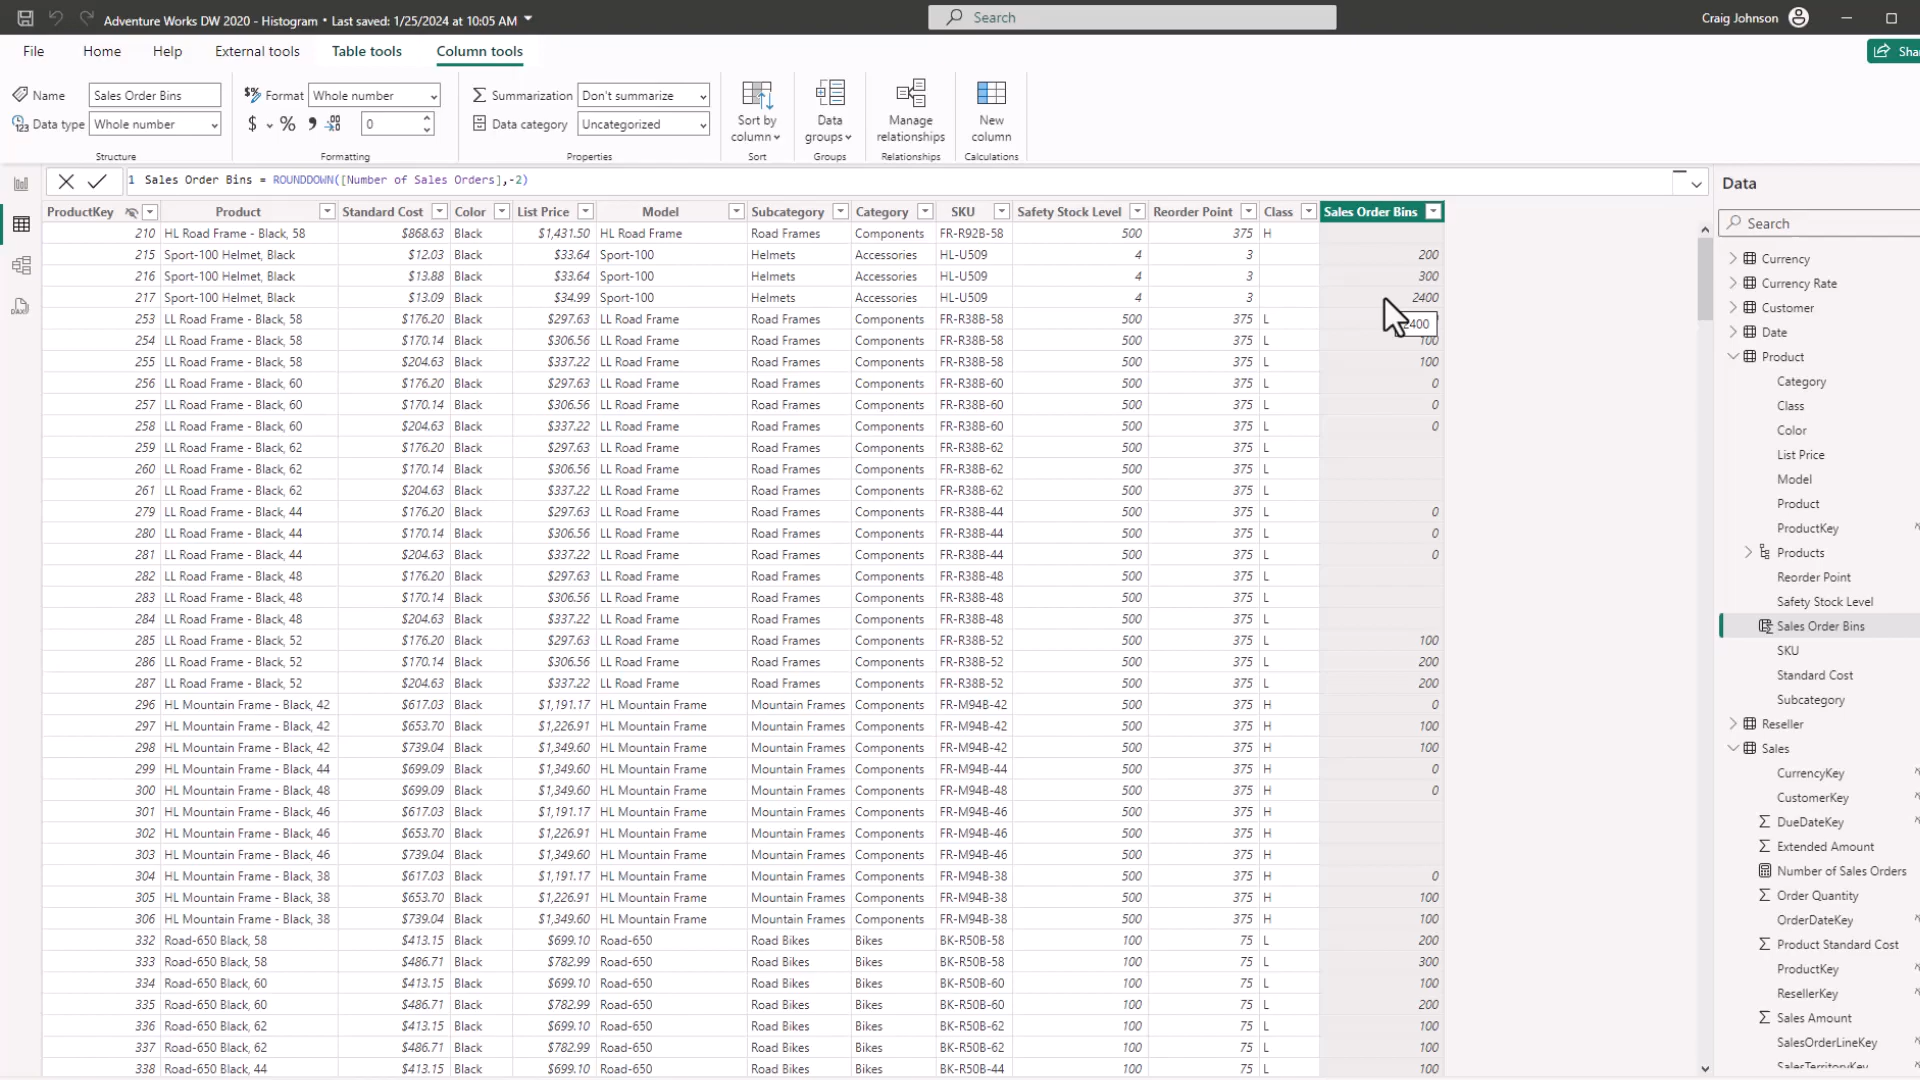 Adventure Works DW 2020 - Histogram • Last saved: 1/25/2024 at 10:05 AM
Search
Craig Johnson
File Home Help External tools Table tools Column tools
Shar
Name Sales Order Bins
Data type Whole number
Structure
Format Whole number
$ % 9 0
Formatting
Summarization Don't summarize
Data category Uncategorized
Properties
Sort by column
Sort
Data groups
Groups
Manage relationships
Relationships
New column
Calculations
1 Sales Order Bins = ROUNDDOWN([Number of Sales Orders],-2)
ProductKey Product Standard Cost Color List Price Model Subcategory Category SKU Safety Stock Level Reorder Point Class Sales Order Bins
210 HL Road Frame - Black, 58 $868.63 Black $1,431.50 HL Road Frame Road Frames Components FR-R92B-58 500 375 H
215 Sport-100 Helmet, Black $12.03 Black $33.64 Sport-100 Helmets Accessories HL-U509 4 3 200
216 Sport-100 Helmet, Black $13.88 Black $33.64 Sport-100 Helmets Accessories HL-U509 4 3 300
217 Sport-100 Helmet, Black $13.09 Black $34.99 Sport-100 Helmets Accessories HL-U509 4 3 2400
253 LL Road Frame - Black, 58 $176.20 Black $297.63 LL Road Frame Road Frames Components FR-R38B-58 500 375 L
2400
254 LL Road Frame - Black, 58 $170.14 Black $306.56 LL Road Frame Road Frames Components FR-R38B-58 500 375 L 100
255 LL Road Frame - Black, 58 $204.63 Black $337.22 LL Road Frame Road Frames Components FR-R38B-58 500 375 L 100
256 LL Road Frame - Black, 60 $176.20 Black $297.63 LL Road Frame Road Frames Components FR-R38B-60 500 375 L 0
257 LL Road Frame - Black, 60 $170.14 Black $306.56 LL Road Frame Road Frames Components FR-R38B-60 500 375 L 0
258 LL Road Frame - Black, 60 $204.63 Black $337.22 LL Road Frame Road Frames Components FR-R38B-60 500 375 L 0
259 LL Road Frame - Black, 62 $176.20 Black $297.63 LL Road Frame Road Frames Components FR-R38B-62 500 375 L
260 LL Road Frame - Black, 62 $170.14 Black $306.56 LL Road Frame Road Frames Components FR-R38B-62 500 375 L
261 LL Road Frame - Black, 62 $204.63 Black $337.22 LL Road Frame Road Frames Components FR-R38B-62 500 375 L
279 LL Road Frame - Black, 44 $176.20 Black $297.63 LL Road Frame Road Frames Components FR-R38B-44 500 375 L 0
280 LL Road Frame - Black, 44 $170.14 Black $306.56 LL Road Frame Road Frames Components FR-R38B-44 500 375 L 0
281 LL Road Frame - Black, 44 $204.63 Black $337.22 LL Road Frame Road Frames Components FR-R38B-44 500 375 L 0
282 LL Road Frame - Black, 48 $176.20 Black $297.63 LL Road Frame Road Frames Components FR-R38B-48 500 375 L
283 LL Road Frame - Black, 48 $170.14 Black $306.56 LL Road Frame Road Frames Components FR-R38B-48 500 375 L
284 LL Road Frame - Black, 48 $204.63 Black $337.22 LL Road Frame Road Frames Components FR-R38B-48 500 375 L
285 LL Road Frame - Black, 52 $176.20 Black $297.63 LL Road Frame Road Frames Components FR-R38B-52 500 375 L 100
286 LL Road Frame - Black, 52 $170.14 Black $306.56 LL Road Frame Road Frames Components FR-R38B-52 500 375 L 200
287 LL Road Frame - Black, 52 $204.63 Black $337.22 LL Road Frame Road Frames Components FR-R38B-52 500 375 L 200
296 HL Mountain Frame - Black, 42 $617.03 Black $1,191.17 HL Mountain Frame Mountain Frames Components FR-M94B-42 500 375 H 0
297 HL Mountain Frame - Black, 42 $653.70 Black $1,226.91 HL Mountain Frame Mountain Frames Components FR-M94B-42 500 375 H 100
298 HL Mountain Frame - Black, 42 $739.04 Black $1,349.60 HL Mountain Frame Mountain Frames Components FR-M94B-42 500 375 H 100
299 HL Mountain Frame - Black, 44 $699.09 Black $1,349.60 HL Mountain Frame Mountain Frames Components FR-M94B-44 500 375 H 0
300 HL Mountain Frame - Black, 48 $699.09 Black $1,349.60 HL Mountain Frame Mountain Frames Components FR-M94B-48 500 375 H 0
301 HL Mountain Frame - Black, 46 $617.03 Black $1,191.17 HL Mountain Frame Mountain Frames Components FR-M94B-46 500 375 H
302 HL Mountain Frame - Black, 46 $653.70 Black $1,226.91 HL Mountain Frame Mountain Frames Components FR-M94B-46 500 375 H
303 HL Mountain Frame - Black, 46 $739.04 Black $1,349.60 HL Mountain Frame Mountain Frames Components FR-M94B-46 500 375 H
304 HL Mountain Frame - Black, 38 $617.03 Black $1,191.17 HL Mountain Frame Mountain Frames Components FR-M94B-38 500 375 H 0
305 HL Mountain Frame - Black, 38 $653.70 Black $1,226.91 HL Mountain Frame Mountain Frames Components FR-M94B-38 500 375 H 100
306 HL Mountain Frame - Black, 38 $739.04 Black $1,349.60 HL Mountain Frame Mountain Frames Components FR-M94B-38 500 375 H 100
332 Road-650 Black, 58 $413.15 Black $699.10 Road-650 Road Bikes Bikes BK-R50B-58 100 75 L 200
333 Road-650 Black, 58 $486.71 Black $782.99 Road-650 Road Bikes Bikes BK-R50B-58 100 75 L 300
334 Road-650 Black, 60 $413.15 Black $699.10 Road-650 Road Bikes Bikes BK-R50B-60 100 75 L 100
335 Road-650 Black, 60 $486.71 Black $782.99 Road-650 Road Bikes Bikes BK-R50B-60 100 75 L 200
336 Road-650 Black, 62 $413.15 Black $699.10 Road-650 Road Bikes Bikes BK-R50B-62 100 75 L 100
337 Road-650 Black, 62 $486.71 Black $782.99 Road-650 Road Bikes Bikes BK-R50B-62 100 75 L 100
338 Road-650 Black, 44 $413.15 Black $699.10 Road-650 Road Bikes Bikes BK-R50B-44 100 75 L 100
Data
Search
Currency
Currency Rate
Customer
Date
Product
Category
Class
Color
List Price
Model
Product
ProductKey
Products
Reorder Point
Safety Stock Level
Sales Order Bins
SKU
Standard Cost
Subcategory
Reseller
Sales
CurrencyKey
CustomerKey
DueDateKey
Extended Amount
Number of Sales Orders
Order Quantity
OrderDateKey
Product Standard Cost
ProductKey
ResellerKey
Sales Amount
SalesOrderLineKey
SalesTerritoryKey